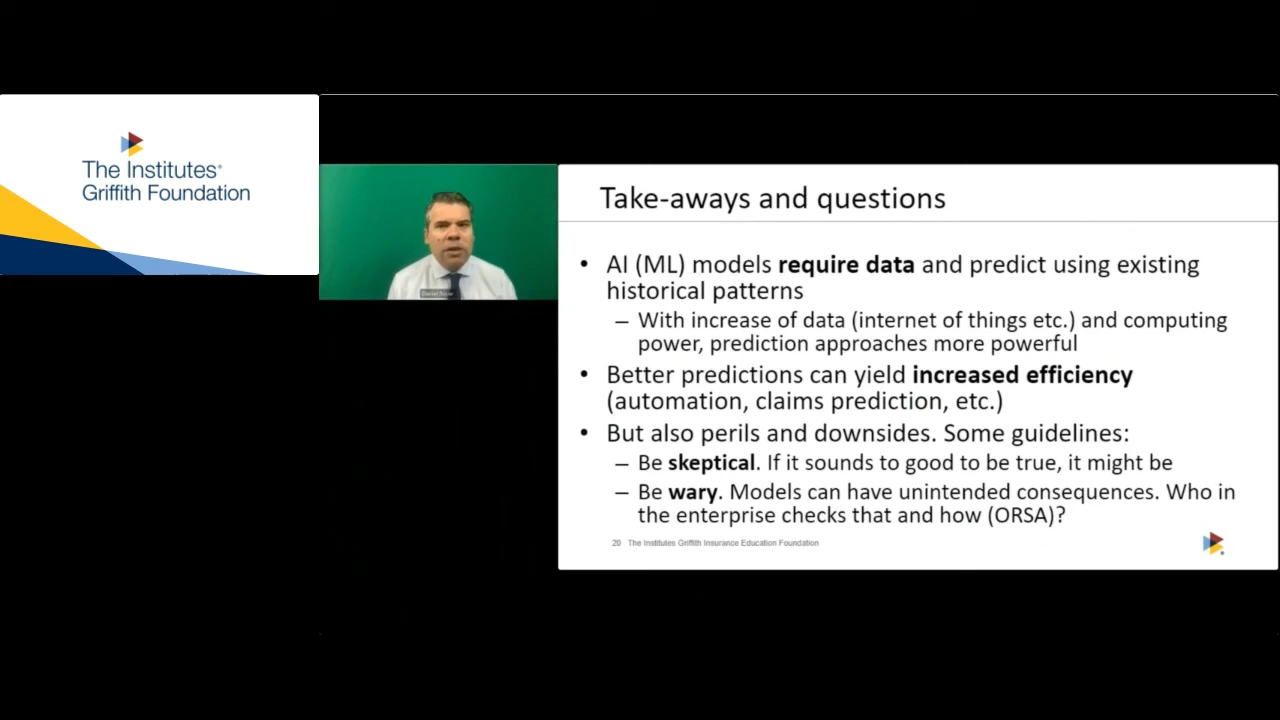 The Institutes®
Griffith Foundation
Take-aways and questions
• AI (ML) models require data and predict using existing
historical patterns
– With increase of data (internet of things etc.) and computing
power, prediction approaches more powerful
• Better predictions can yield increased efficiency
(automation, claims prediction, etc.)
• But also perils and downsides. Some guidelines:
– Be skeptical. If it sounds to good to be true, it might be
– Be wary. Models can have unintended consequences. Who in
the enterprise checks that and how (ORSA)?
20 The Institutes Griffith Insurance Education Foundation